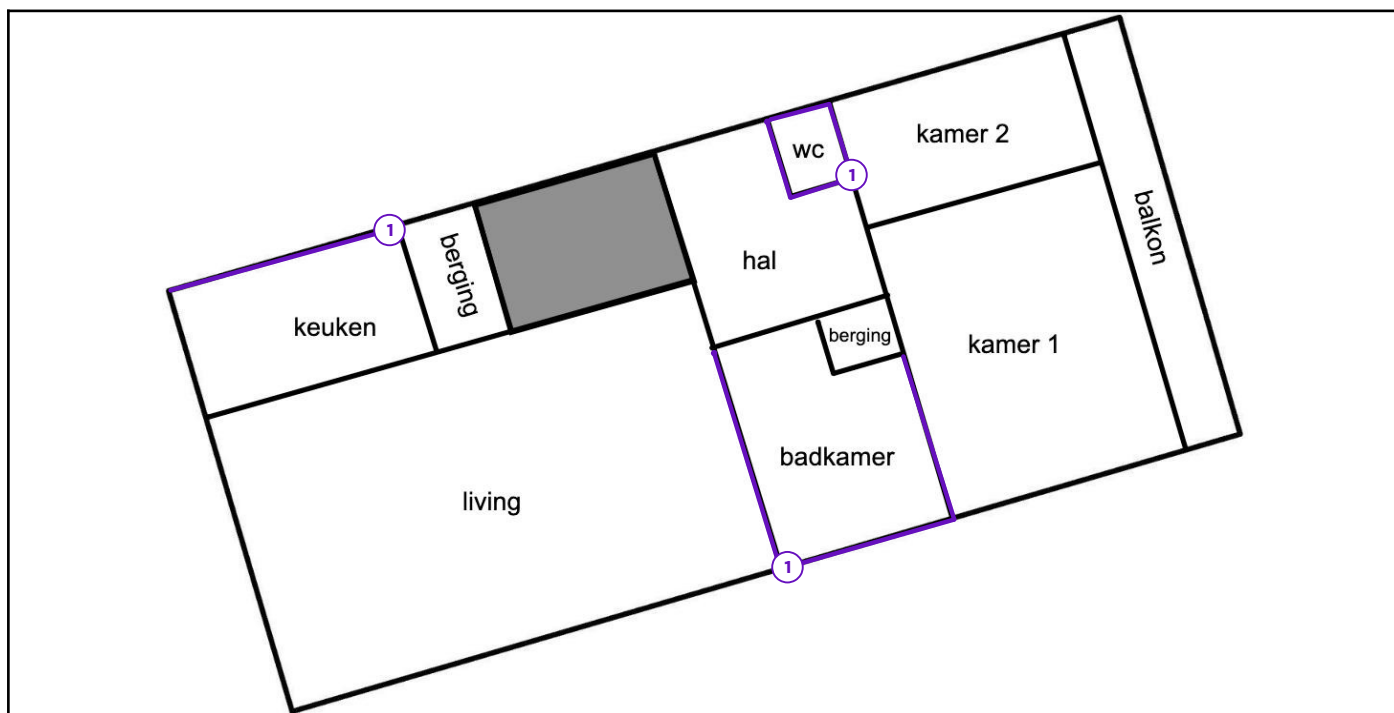 kamer 2
wc
1
balkon
1
berging
hal
keuken
berging
kamer 1
badkamer
living
1